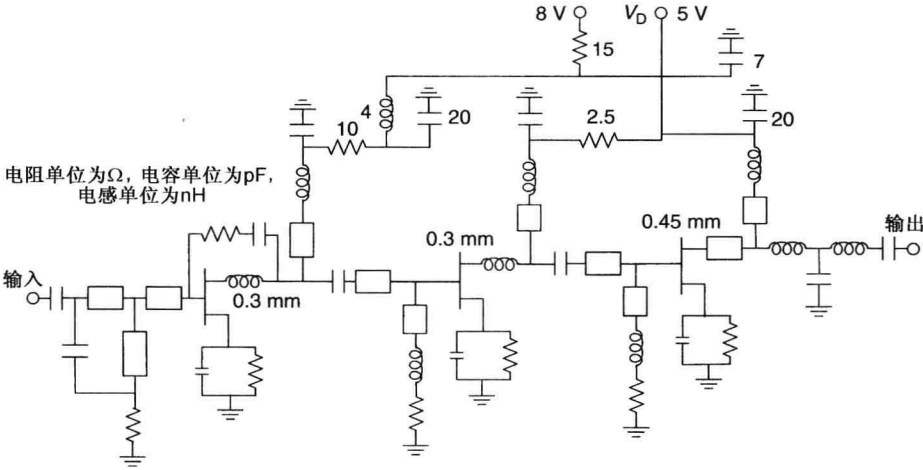 8 V
V_D
5 V
15
7
4
10
20
2.5
20
电阻单位为Ω，电容单位为pF，
电感单位为nH
0.45 mm
输出
0.3 mm
输入
0.3 mm